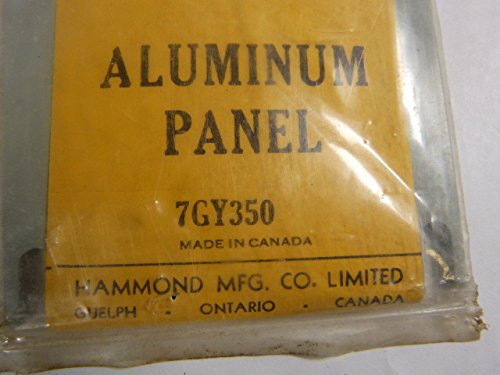 ALUMINUM
PANEL
7GY350
MADE IN CANADA
HAMMOND MFG. CO. LIMITED
GUELPH - ONTARIO - CANADA